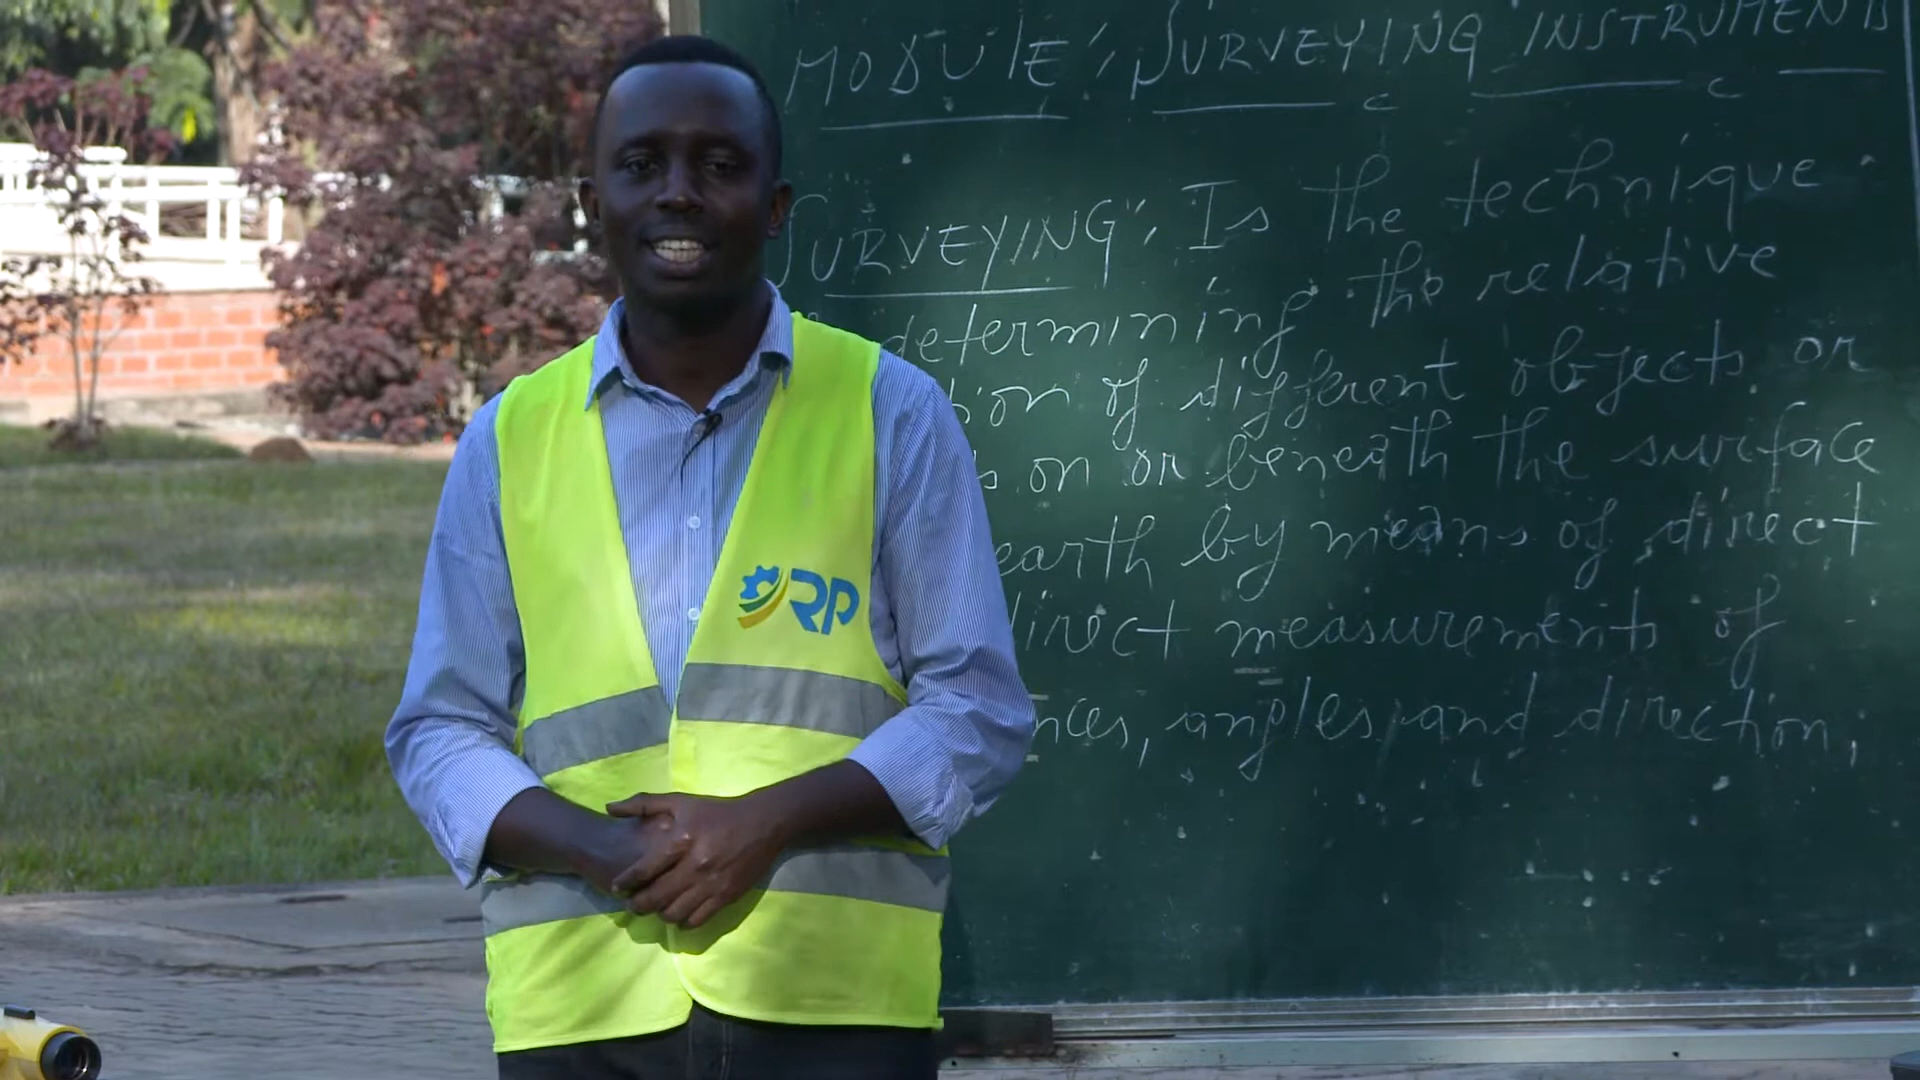 MODULE; SURVEYING INSTRUMENTS
SURVEYING; Is the technique
determining the relative
of different objects or
on or beneath the surface
earth by means of direct
measurements of
angles, and direction,
RP